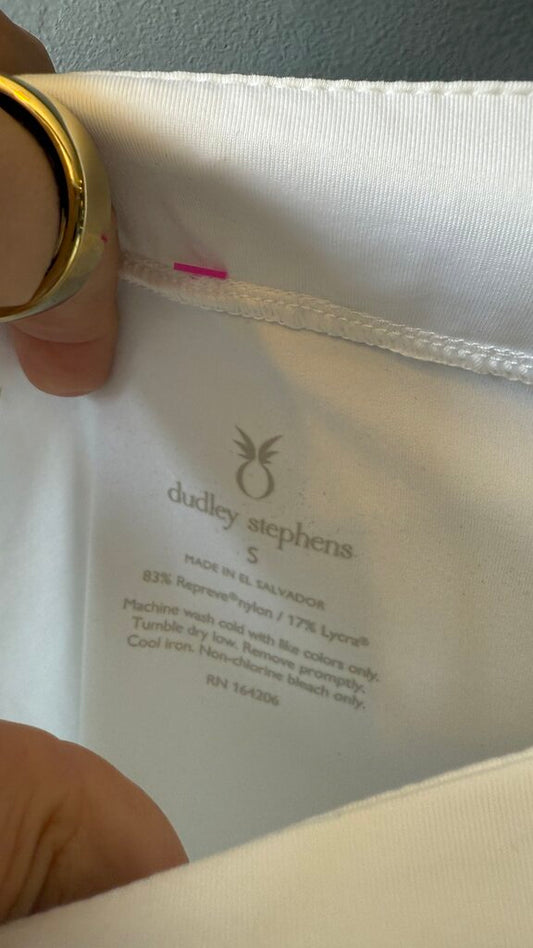 dudley stephens
S
MADE IN EL SALVADOR
83% Repreve® nylon / 17% Lycra®
Machine wash cold with like colors only.
Tumble dry low. Remove promptly.
Cool iron. Non-chlorine bleach only.
RN 164206